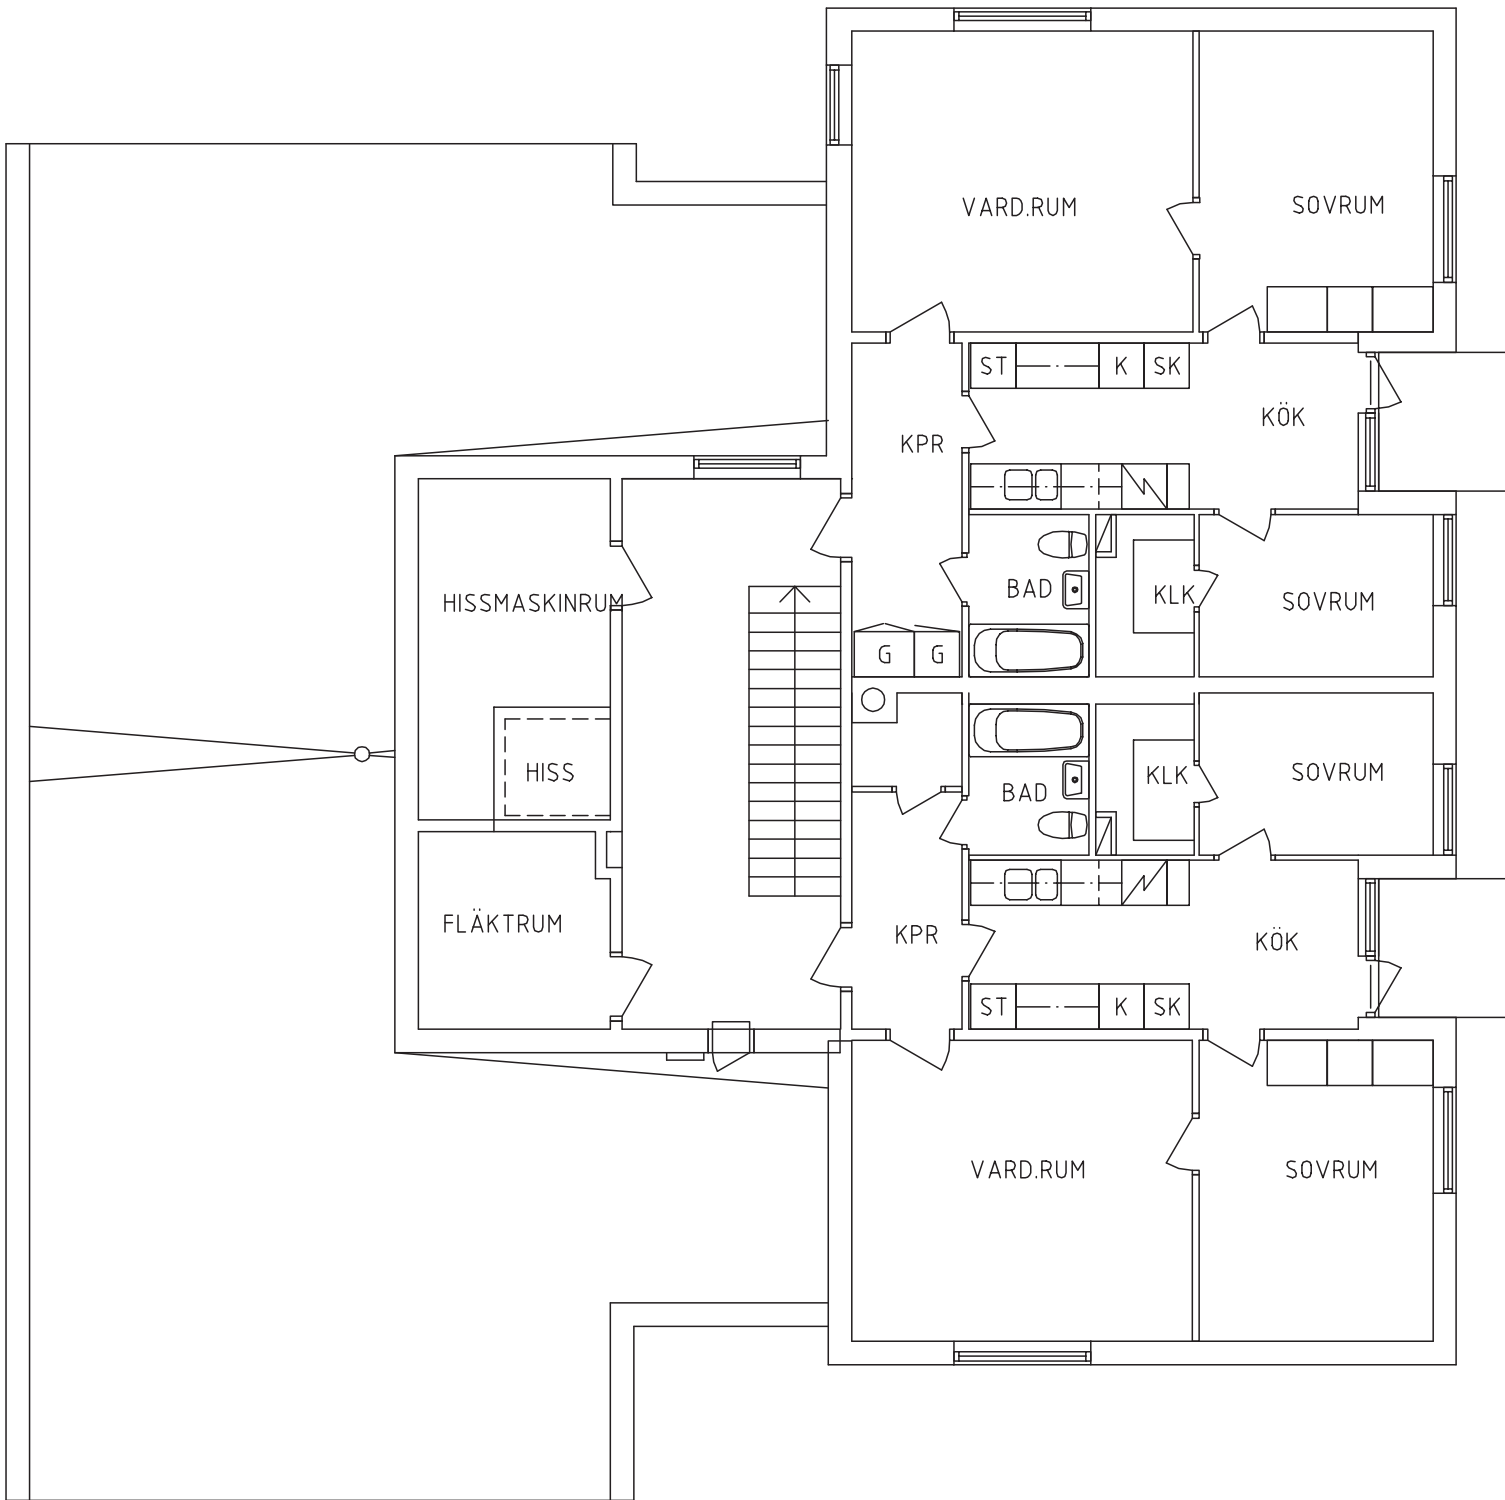 VARD.RUM
SOVRUM
ST
K
SK
KÖK
KPR
HISSMASKINRUM
BAD
KLK
SOVRUM
G
G
HISS
BAD
KLK
SOVRUM
FLÄKTRUM
KPR
KÖK
ST
K
SK
VARD.RUM
SOVRUM